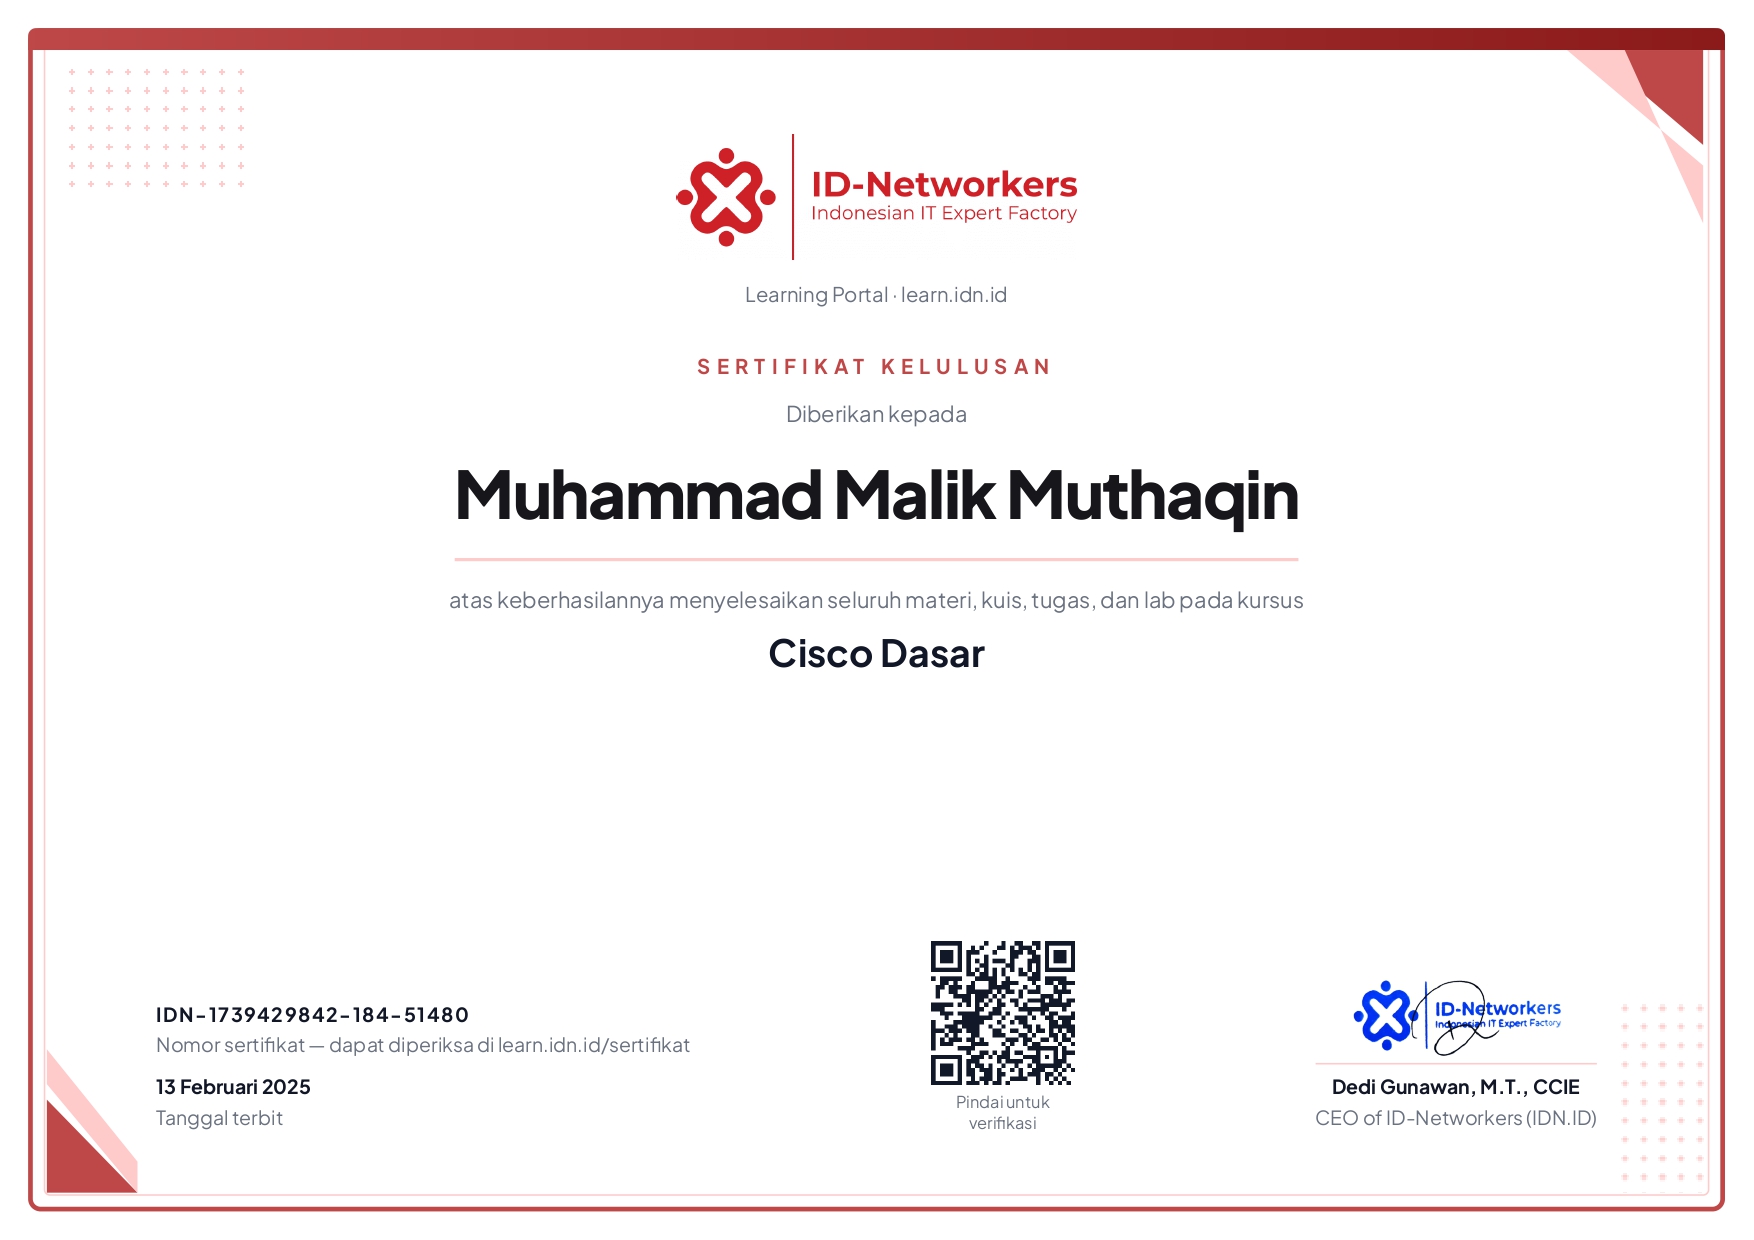 ID-Networkers
Indonesian IT Expert Factory
Learning Portal · learn.idn.id
SERTIFIKAT KELULUSAN
Diberikan kepada
Muhammad Malik Muthaqin
atas keberhasilannya menyelesaikan seluruh materi, kuis, tugas, dan lab pada kursus
Cisco Dasar
IDN-1739429842-184-51480
Nomor sertifikat — dapat diperiksa di learn.idn.id/sertifikat
13 Februari 2025
Tanggal terbit
Pindai untuk
verifikasi
ID-Networkers
Indonesian IT Expert Factory
Dedi Gunawan, M.T., CCIE
CEO of ID-Networkers (IDN.ID)